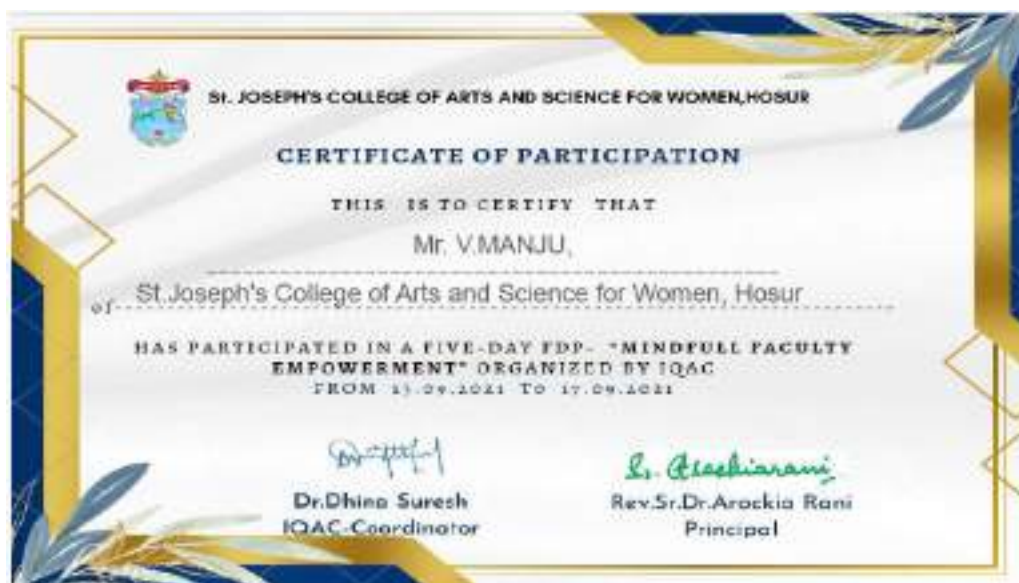 St. JOSEPH'S COLLEGE OF ARTS AND SCIENCE FOR WOMEN,HOSUR
CERTIFICATE OF PARTICIPATION
THIS IS TO CERTIFY THAT
Mr. V.MANJU,
of St.Joseph's College of Arts and Science for Women, Hosur
HAS PARTICIPATED IN A FIVE-DAY FDP- "MINDFULL FACULTY
EMPOWERMENT" ORGANIZED BY IQAC
FROM 13.09.2021 TO 17.09.2021
Dr.Dhina Suresh
IQAC-Coordinator
Sr. Arockiarani
Rev.Sr.Dr.Arockia Rani
Principal